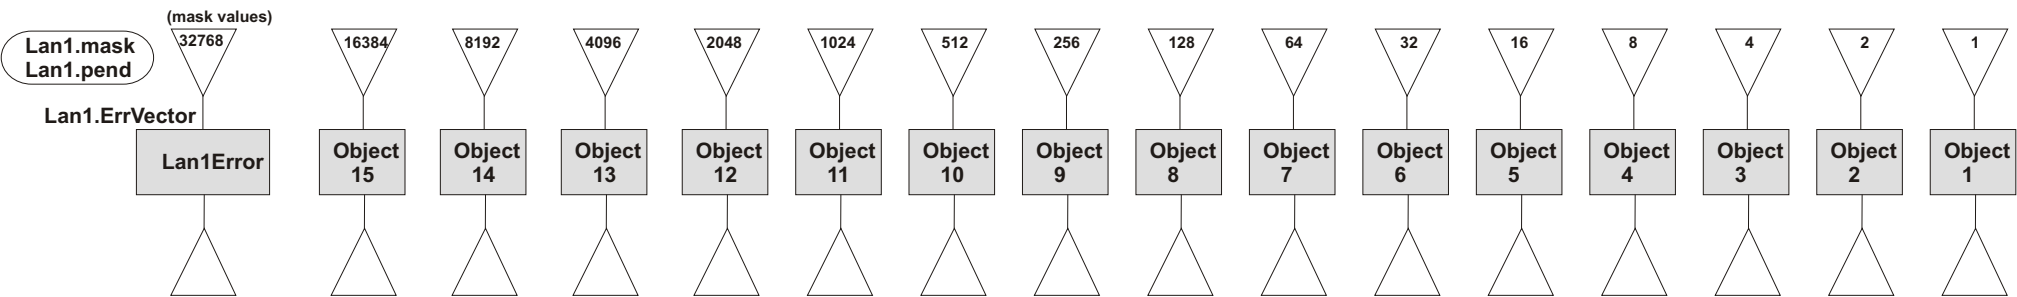 (mask values)
Lan1.mask
Lan1.pend
32768 16384 8192 4096 2048 1024 512 256 128 64 32 16 8 4 2 1
Lan1.ErrVector
Lan1Error
Object
15
Object
14
Object
13
Object
12
Object
11
Object
10
Object
9
Object
8
Object
7
Object
6
Object
5
Object
4
Object
3
Object
2
Object
1